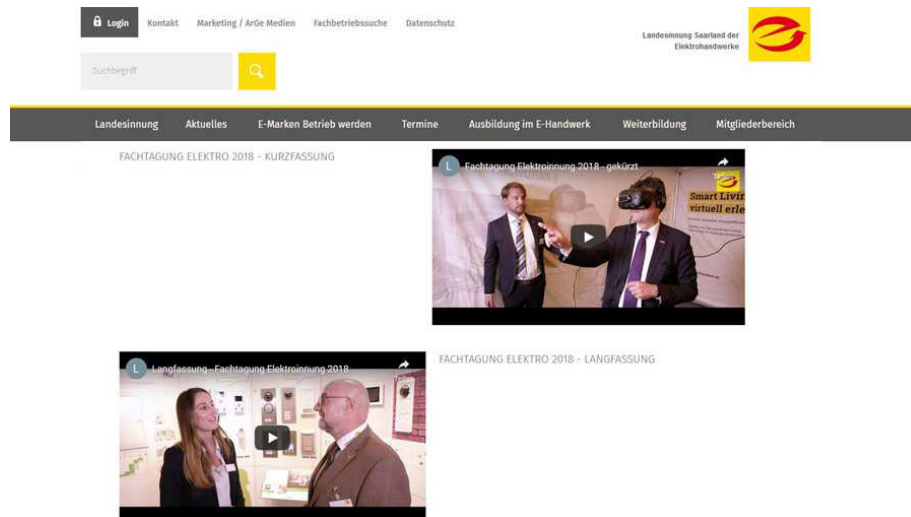 Login
Kontakt
Marketing / ArGe Medien
Fachbetriebssuche
Datenschutz
Landesinnung Saarland der
Elektrohandwerke
Suchbegriff
Landesinnung
Aktuelles
E-Marken Betrieb werden
Termine
Ausbildung im E-Handwerk
Weiterbildung
Mitgliederbereich
FACHTAGUNG ELEKTRO 2018 - KURZFASSUNG
L
Fachtagung Elektroinnung 2018 - gekürzt
Teilen
Smart Livin
virtuell erle
L
Langfassung - Fachtagung Elektroinnung 2018
FACHTAGUNG ELEKTRO 2018 - LANGFASSUNG